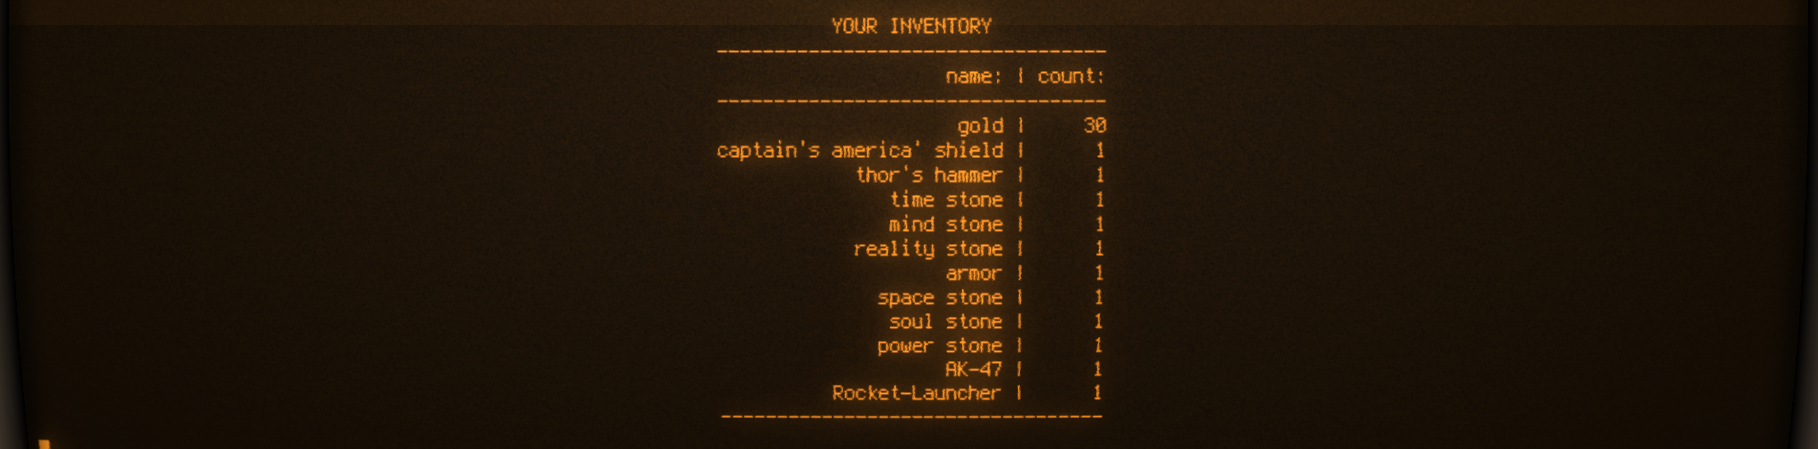 YOUR INVENTORY
----------------------------------
name: | count:
----------------------------------
gold | 30
captain's america' shield | 1
thor's hammer | 1
time stone | 1
mind stone | 1
reality stone | 1
armor | 1
space stone | 1
soul stone | 1
power stone | 1
AK-47 | 1
Rocket-Launcher | 1
----------------------------------